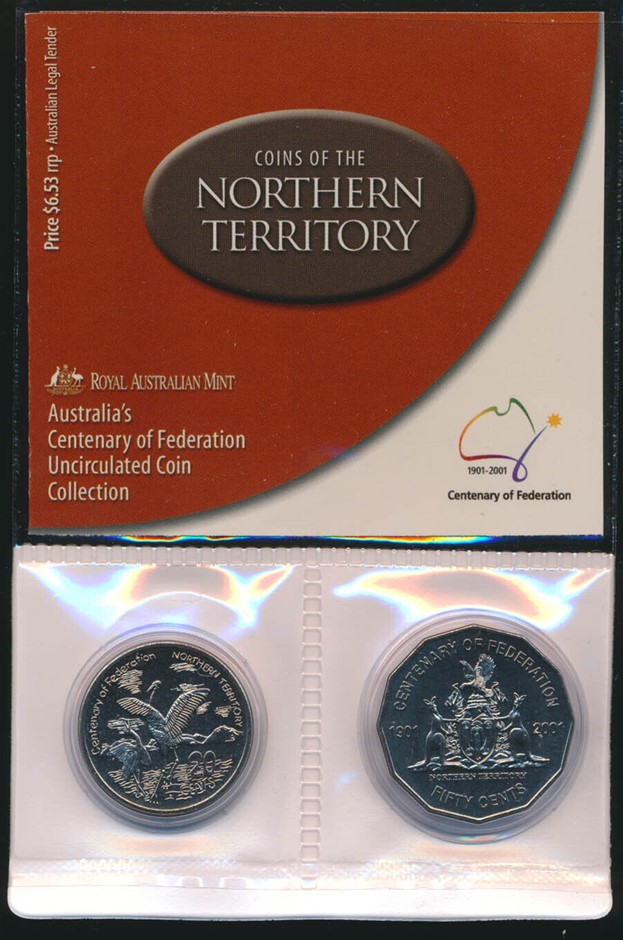 Price $6.53 rrp • Australian Legal Tender
COINS OF THE
NORTHERN
TERRITORY
ROYAL AUSTRALIAN MINT
Australia's
Centenary of Federation
Uncirculated Coin
Collection
1901-2001
Centenary of Federation
Centenary of Federation
NORTHERN TERRITORY
20
CENTENARY OF FEDERATION
1901 2001
NORTHERN TERRITORY
FIFTY CENTS